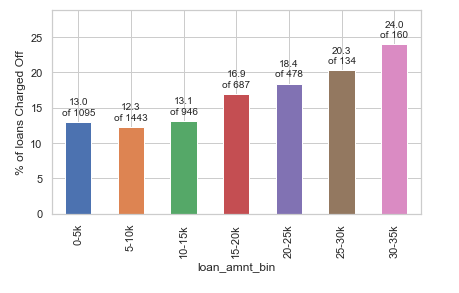 % of loans Charged Off
25
20
15
10
5
0
13.0
of 1095
12.3
of 1443
13.1
of 946
16.9
of 687
18.4
of 478
20.3
of 134
24.0
of 160
0-5k
5-10k
10-15k
15-20k
20-25k
25-30k
30-35k
loan_amnt_bin